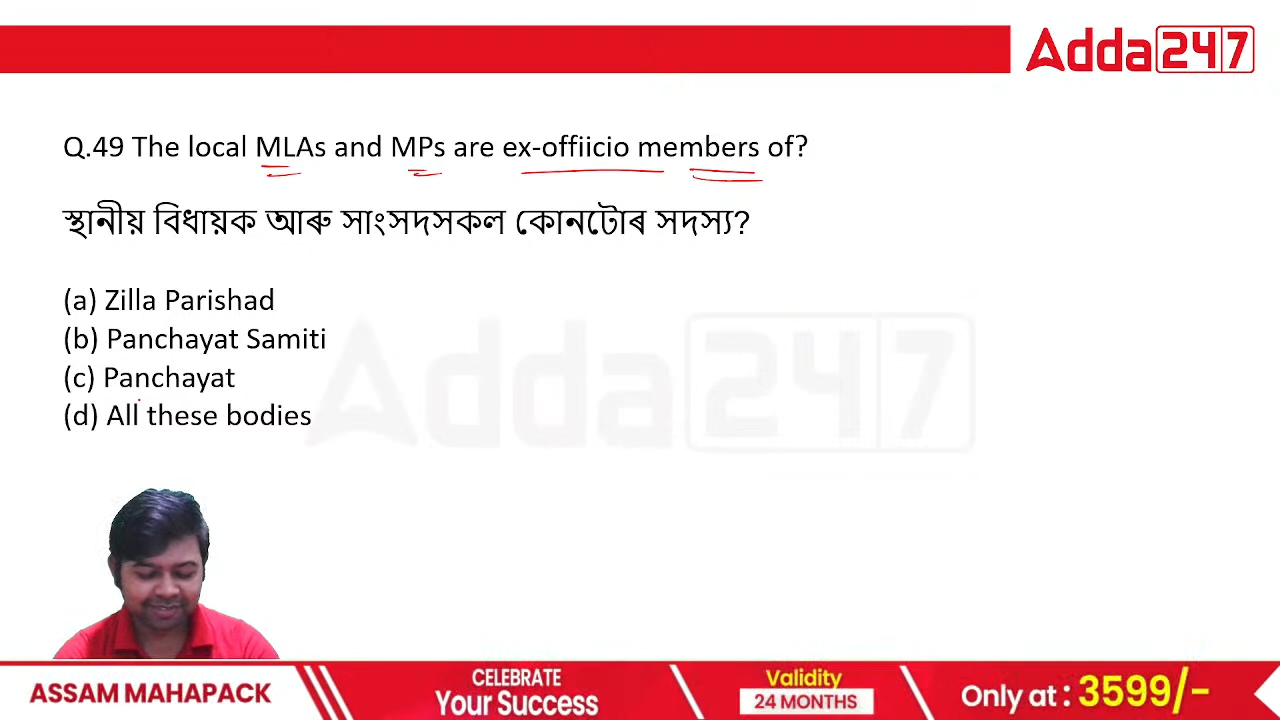 Adda247
Q.49 The local MLAs and MPs are ex-offiicio members of?
স্থানীয় বিধায়ক আৰু সাংসদসকল কোনটোৰ সদস্য?
(a) Zilla Parishad
(b) Panchayat Samiti
(c) Panchayat
(d) All these bodies
Adda247
ASSAM MAHAPACK
CELEBRATE
Your Success
Validity
24 MONTHS
Only at : 3599/-